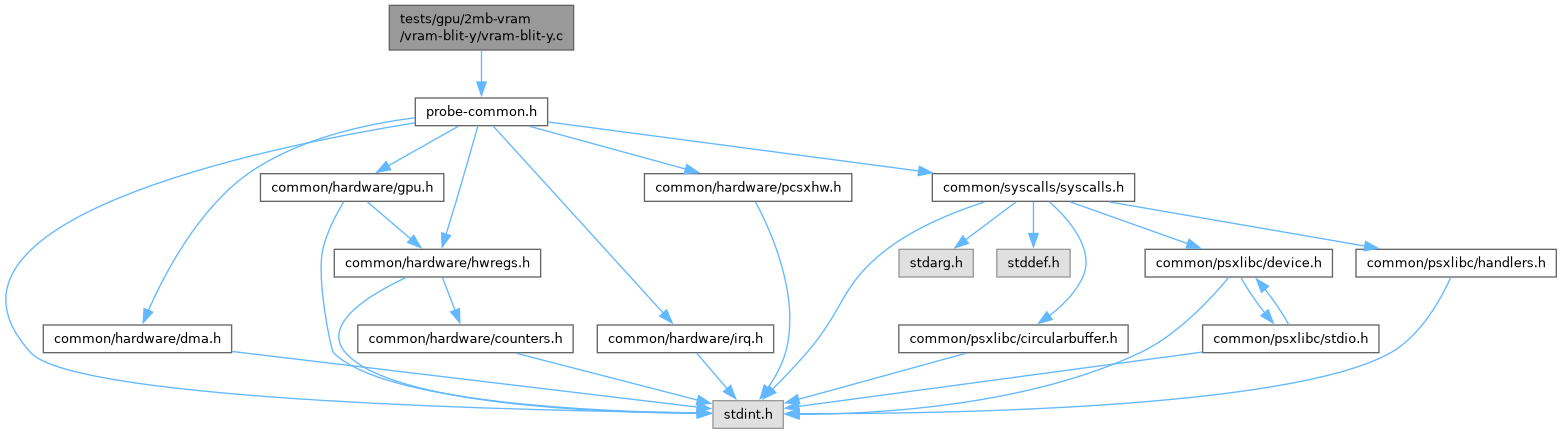 tests/gpu/2mb-vram
/vram-blit-y/vram-blit-y.c
probe-common.h
common/hardware/gpu.h
common/hardware/pcsxhw.h
common/syscalls/syscalls.h
common/hardware/hwregs.h
stdarg.h
stddef.h
common/psxlibc/device.h
common/psxlibc/handlers.h
common/hardware/dma.h
common/hardware/counters.h
common/hardware/irq.h
common/psxlibc/circularbuffer.h
common/psxlibc/stdio.h
stdint.h